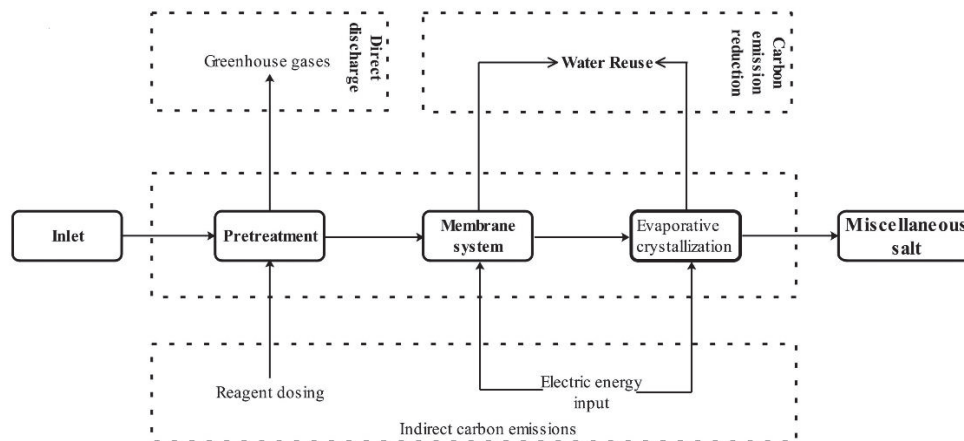 Greenhouse gases
Direct
discharge
Water Reuse
Carbon
emission
reduction
Inlet
Pretreatment
Membrane
system
Evaporative
crystallization
Miscellaneous
salt
Reagent dosing
Electric energy
input
Indirect carbon emissions